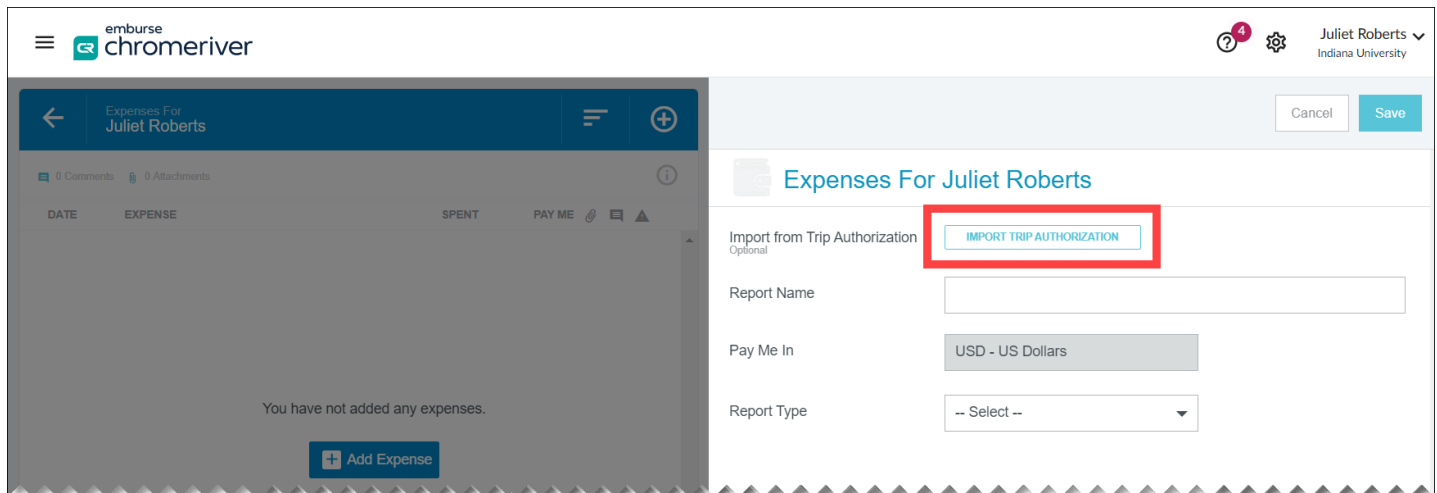 emburse
CR chromeriver
4
Juliet Roberts
Indiana University
Expenses For
Juliet Roberts
0 Comments 0 Attachments
DATE EXPENSE SPENT PAY ME
You have not added any expenses.
Add Expense
Cancel Save
Expenses For Juliet Roberts
Import from Trip Authorization IMPORT TRIP AUTHORIZATION
Optional
Report Name
Pay Me In USD - US Dollars
Report Type -- Select --